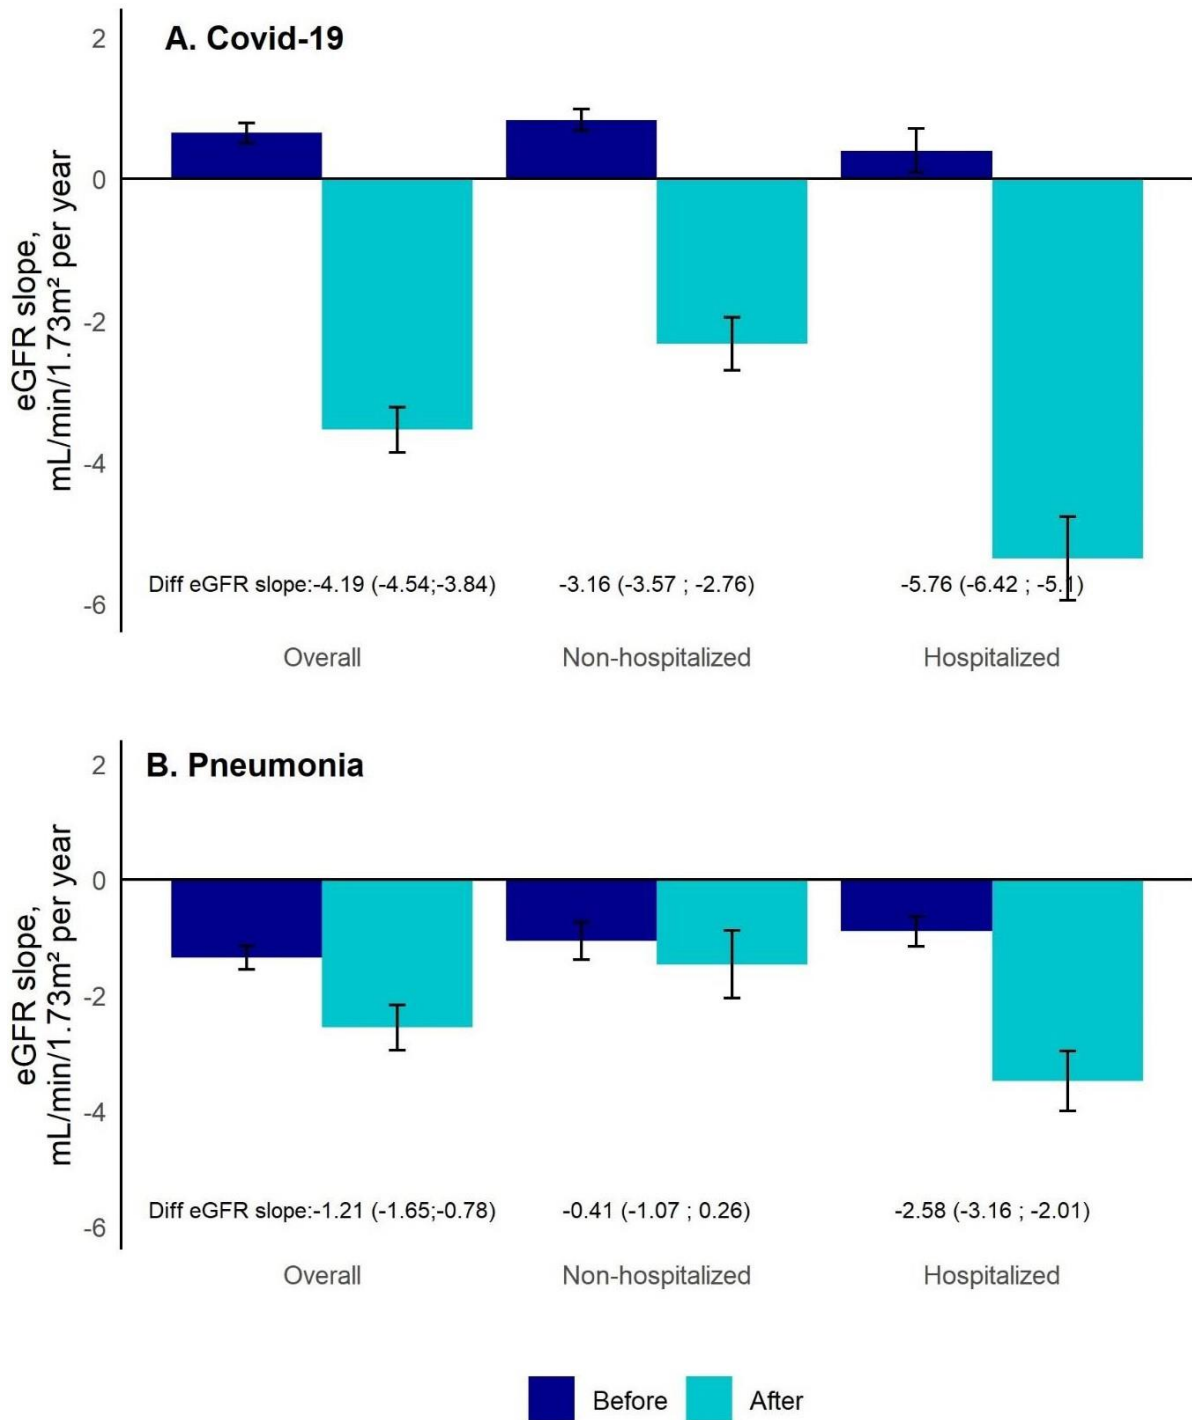 A. Covid-19
2
0
-2
-4
-6
eGFR slope,
mL/min/1.73m² per year
Diff eGFR slope:-4.19 (-4.54;-3.84)
-3.16 (-3.57 ; -2.76)
-5.76 (-6.42 ; -5.1)
Overall
Non-hospitalized
Hospitalized
B. Pneumonia
2
0
-2
-4
-6
eGFR slope,
mL/min/1.73m² per year
Diff eGFR slope:-1.21 (-1.65;-0.78)
-0.41 (-1.07 ; 0.26)
-2.58 (-3.16 ; -2.01)
Overall
Non-hospitalized
Hospitalized
Before
After